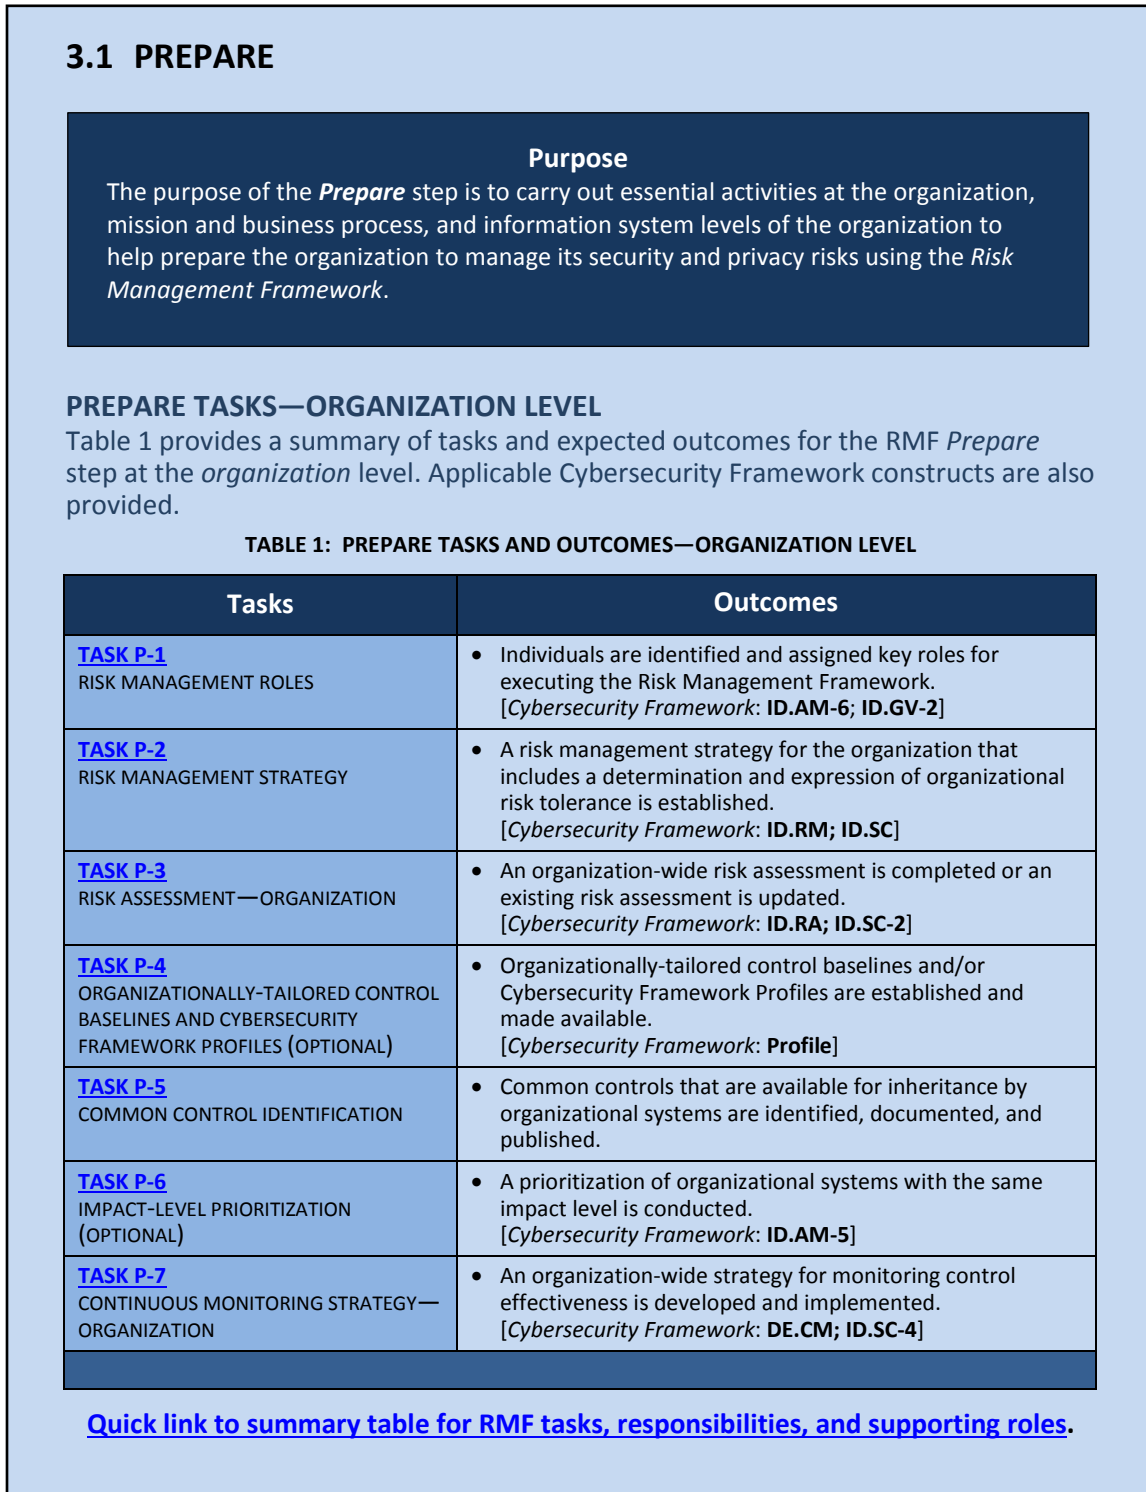 3.1 PREPARE
Purpose
The purpose of the Prepare step is to carry out essential activities at the organization,
mission and business process, and information system levels of the organization to
help prepare the organization to manage its security and privacy risks using the Risk
Management Framework.
PREPARE TASKS—ORGANIZATION LEVEL
Table 1 provides a summary of tasks and expected outcomes for the RMF Prepare
step at the organization level. Applicable Cybersecurity Framework constructs are also
provided.
TABLE 1: PREPARE TASKS AND OUTCOMES—ORGANIZATION LEVEL
Tasks
Outcomes
TASK P-1
RISK MANAGEMENT ROLES
• Individuals are identified and assigned key roles for
executing the Risk Management Framework.
[Cybersecurity Framework: ID.AM-6; ID.GV-2]
TASK P-2
RISK MANAGEMENT STRATEGY
• A risk management strategy for the organization that
includes a determination and expression of organizational
risk tolerance is established.
[Cybersecurity Framework: ID.RM; ID.SC]
TASK P-3
RISK ASSESSMENT—ORGANIZATION
• An organization-wide risk assessment is completed or an
existing risk assessment is updated.
[Cybersecurity Framework: ID.RA; ID.SC-2]
TASK P-4
ORGANIZATIONALLY-TAILORED CONTROL
BASELINES AND CYBERSECURITY
FRAMEWORK PROFILES (OPTIONAL)
• Organizationally-tailored control baselines and/or
Cybersecurity Framework Profiles are established and
made available.
[Cybersecurity Framework: Profile]
TASK P-5
COMMON CONTROL IDENTIFICATION
• Common controls that are available for inheritance by
organizational systems are identified, documented, and
published.
TASK P-6
IMPACT-LEVEL PRIORITIZATION
(OPTIONAL)
• A prioritization of organizational systems with the same
impact level is conducted.
[Cybersecurity Framework: ID.AM-5]
TASK P-7
CONTINUOUS MONITORING STRATEGY—
ORGANIZATION
• An organization-wide strategy for monitoring control
effectiveness is developed and implemented.
[Cybersecurity Framework: DE.CM; ID.SC-4]
Quick link to summary table for RMF tasks, responsibilities, and supporting roles.